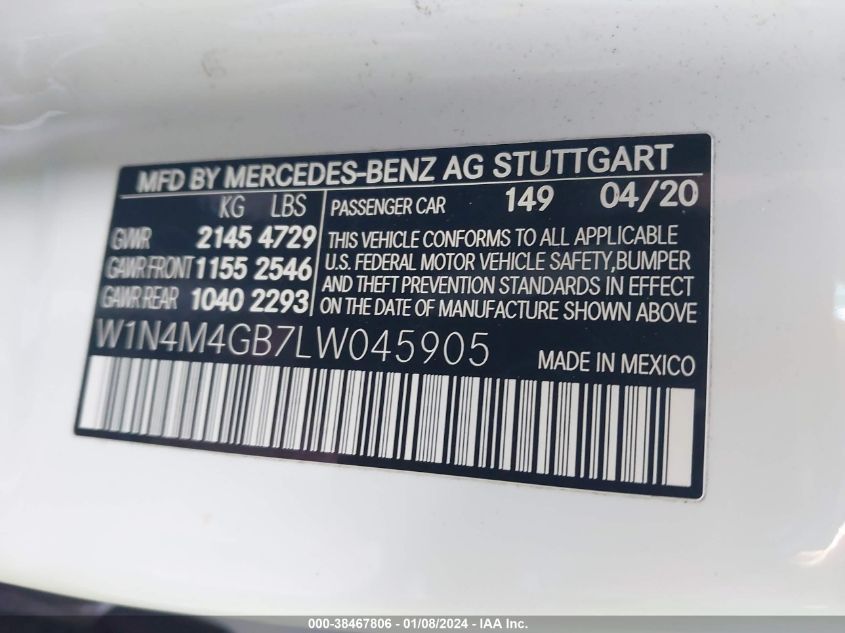 MFD BY MERCEDES-BENZ AG STUTTGART
KG LBS
GVWR 2145 4729
GAWR FRONT 1155 2546
GAWR REAR 1040 2293
PASSENGER CAR 149 04/20
THIS VEHICLE CONFORMS TO ALL APPLICABLE
U.S. FEDERAL MOTOR VEHICLE SAFETY,BUMPER
AND THEFT PREVENTION STANDARDS IN EFFECT
ON THE DATE OF MANUFACTURE SHOWN ABOVE
W1N4M4GB7LW045905 MADE IN MEXICO
000-38467806 - 01/08/2024 - IAA Inc.